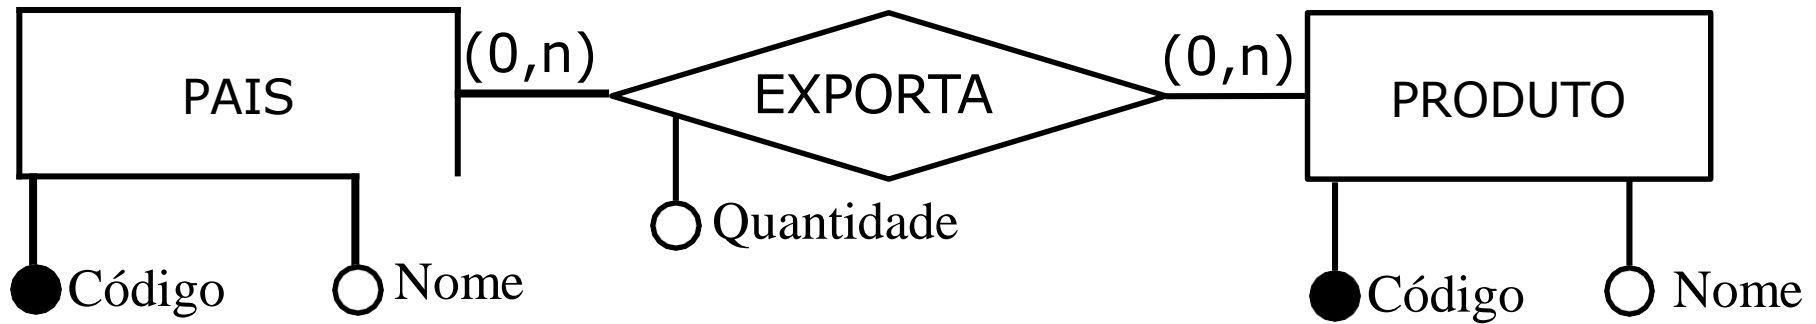 PAIS
(0,n)
EXPORTA
(0,n)
PRODUTO
Quantidade
Código
Nome
Código
Nome